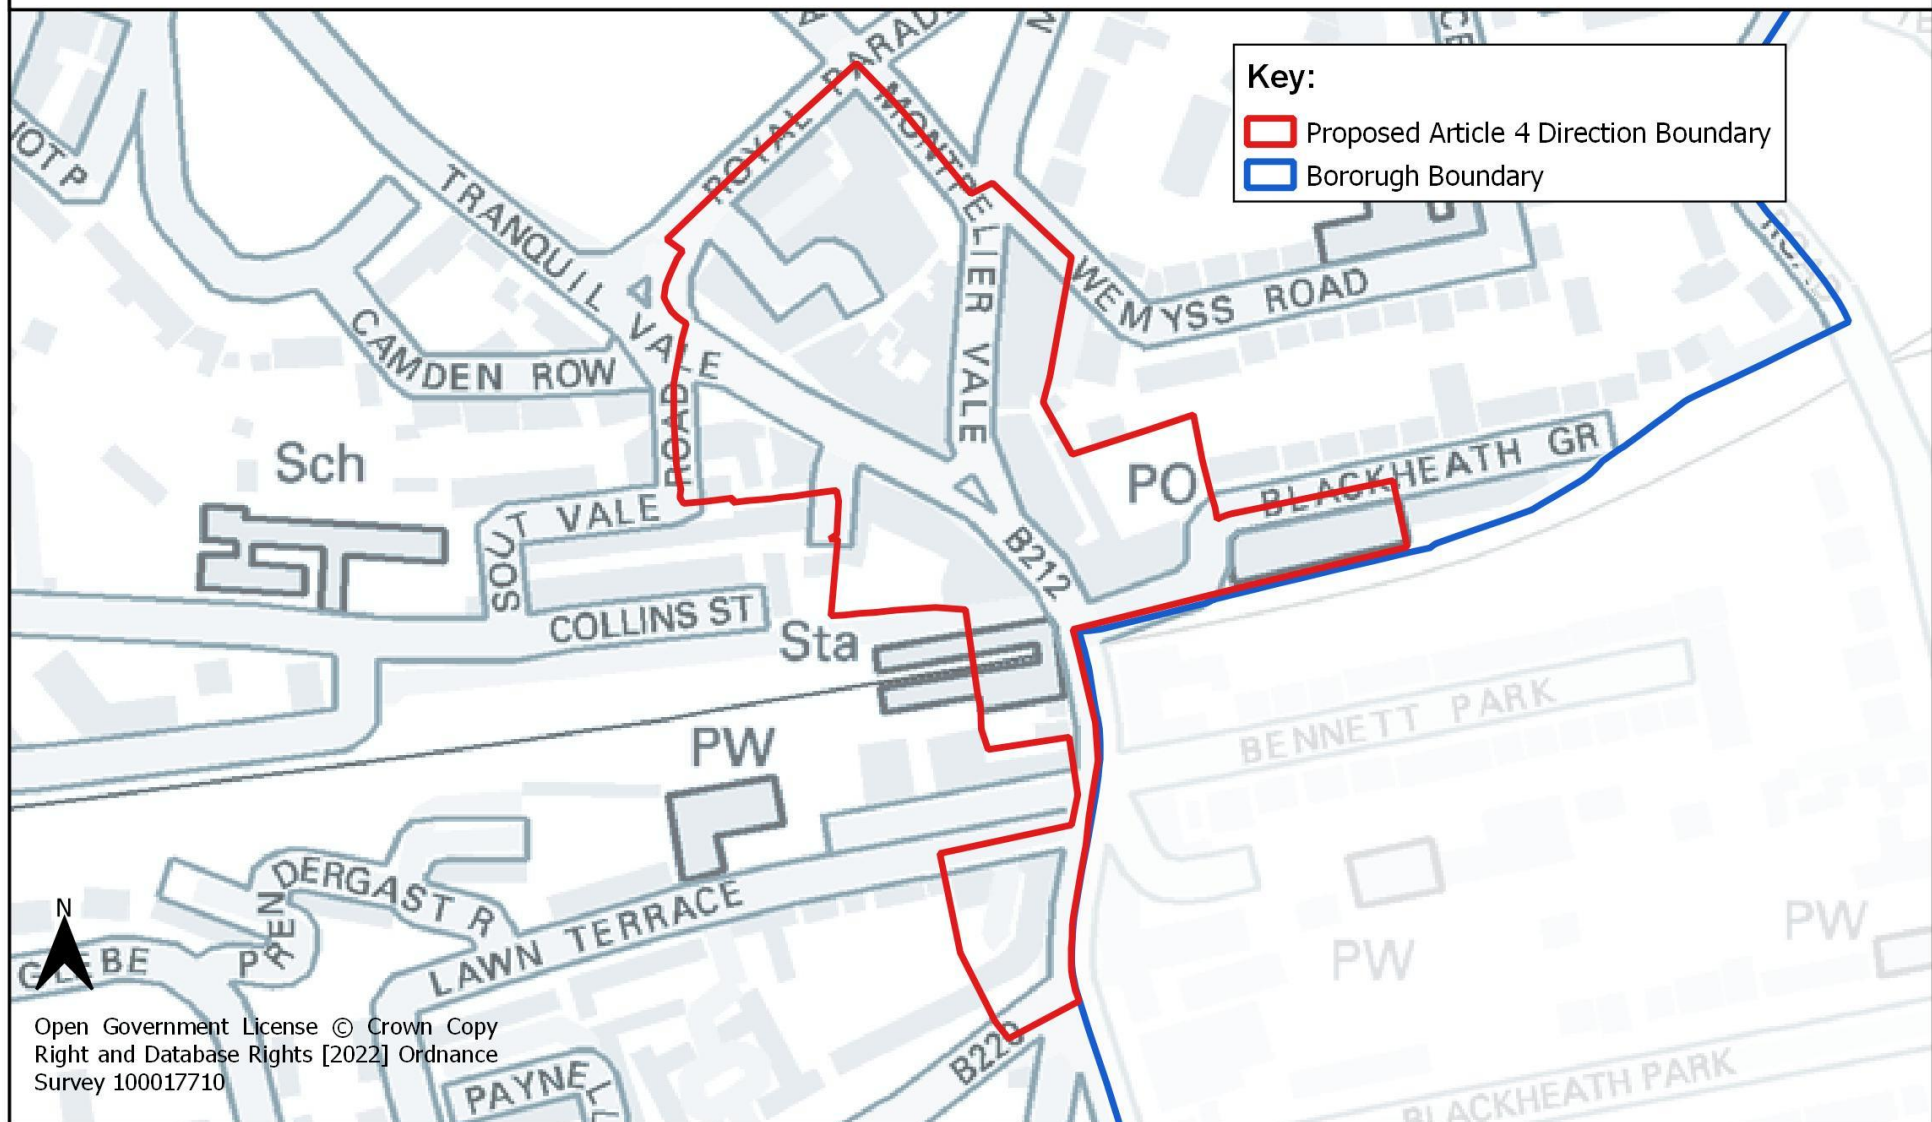 Key:
Proposed Article 4 Direction Boundary
Bororugh Boundary
ROYAL PARADE
MONTPELIER VALE
TRANQUIL VALE
WEMYSS ROAD
CAMDEN ROW
ROAD
Sch
PO
BLACKHEATH GR
SOUT VALE
B212
COLLINS ST
Sta
BENNETT PARK
PW
PENDERGAST R
LAWN TERRACE
PW
PW
GLEBE
N
Open Government License © Crown Copy
Right and Database Rights [2022] Ordnance
Survey 100017710
PAYNE
BLACKHEATH PARK